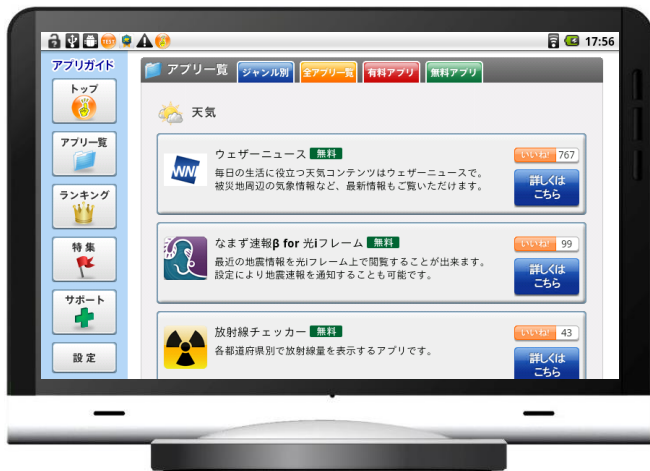 TEST
17:56
アプリガイド
トップ
アプリ一覧
ランキング
特集
サポート
設定
アプリ一覧
ジャンル別
全アプリ一覧
有料アプリ
無料アプリ
天気
WNI
ウェザーニュース 無料
毎日の生活に役立つ天気コンテンツはウェザーニュースで。
被災地周辺の気象情報など、最新情報もご覧いただけます。
いいね! 767
詳しくは
こちら
なまず速報β for 光iフレーム 無料
最近の地震情報を光iフレーム上で閲覧することが出来ます。
設定により地震速報を通知することも可能です。
いいね! 99
詳しくは
こちら
放射線チェッカー 無料
各都道府県別で放射線量を表示するアプリです。
いいね! 43
詳しくは
こちら